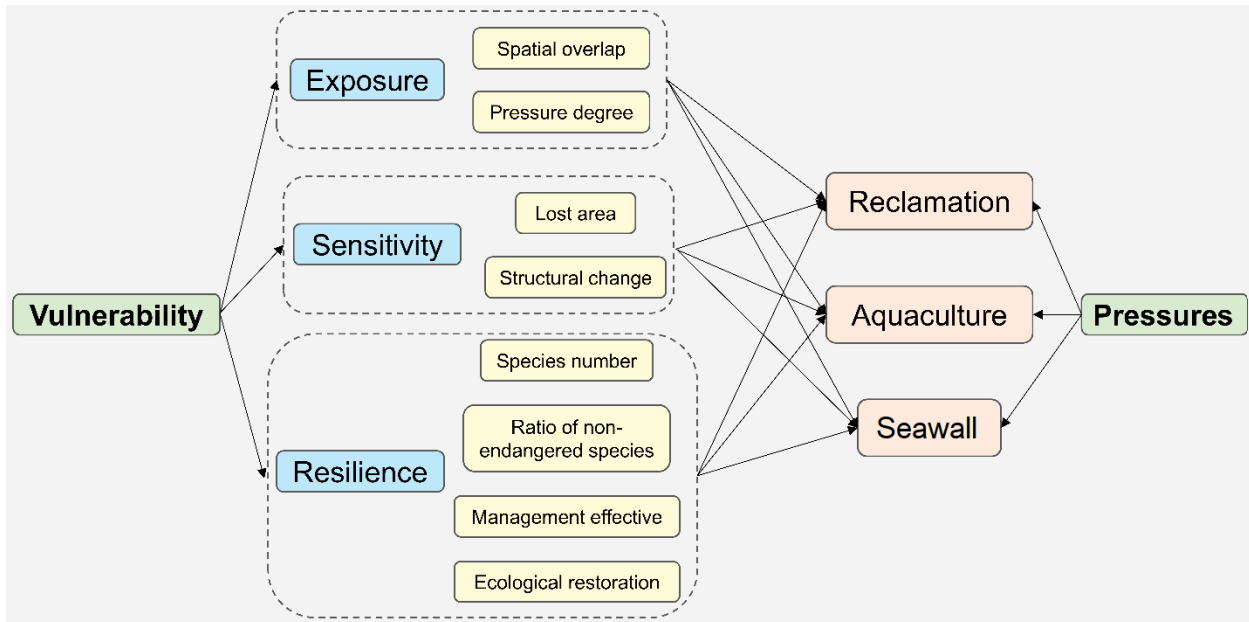 Vulnerability
Exposure
Spatial overlap
Pressure degree
Sensitivity
Lost area
Structural change
Resilience
Species number
Ratio of non-
endangered species
Management effective
Ecological restoration
Reclamation
Aquaculture
Seawall
Pressures